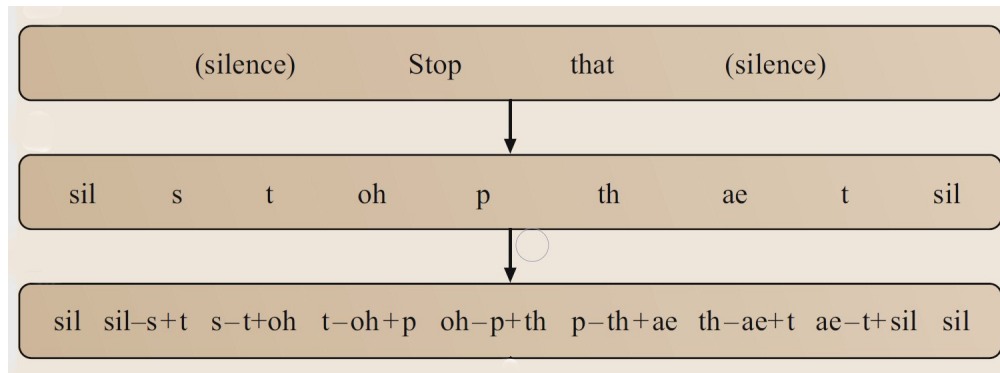 (silence) Stop that (silence)
sil s t oh p th ae t sil
sil sil–s+t s–t+oh t–oh+p oh–p+th p–th+ae th–ae+t ae–t+sil sil